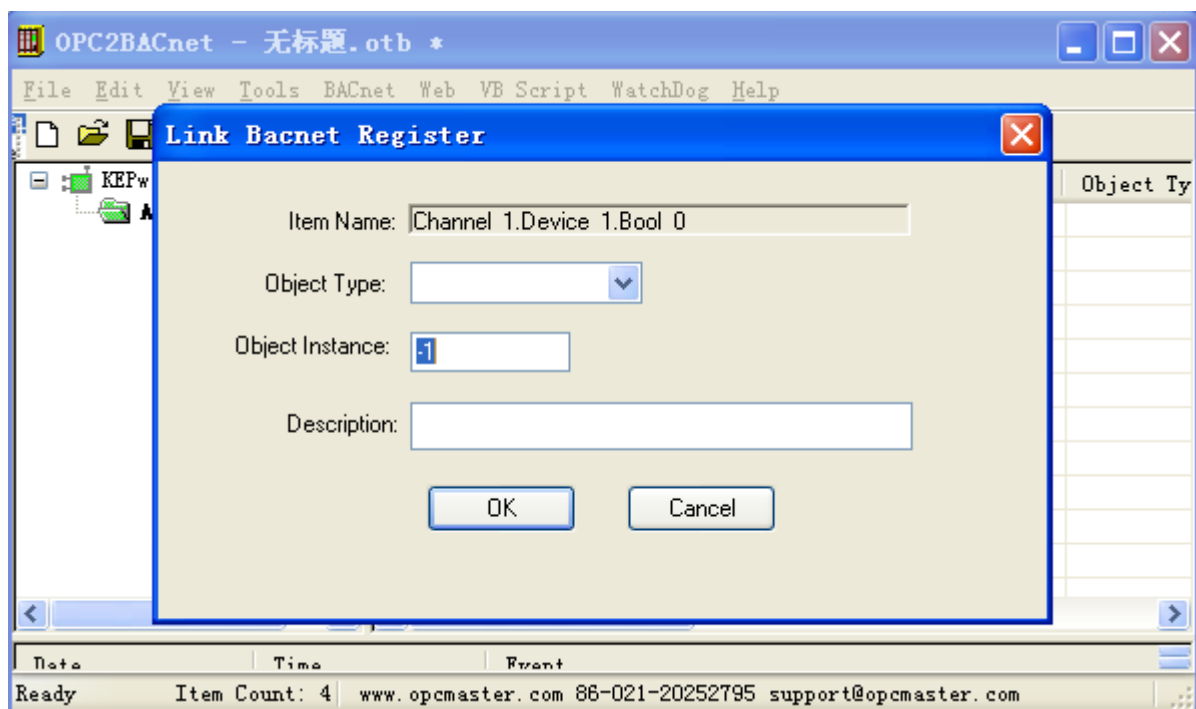 OPC2BACnet - 无标题.otb *
File Edit View Tools BACnet Web VB Script WatchDog Help
Link Bacnet Register
KEPw Object Ty
A
Item Name: Channel 1.Device 1.Bool 0
Object Type:
Object Instance: -1
Description:
OK Cancel
Date Time Event
Ready Item Count: 4 www.opcmaster.com 86-021-20252795 support@opcmaster.com